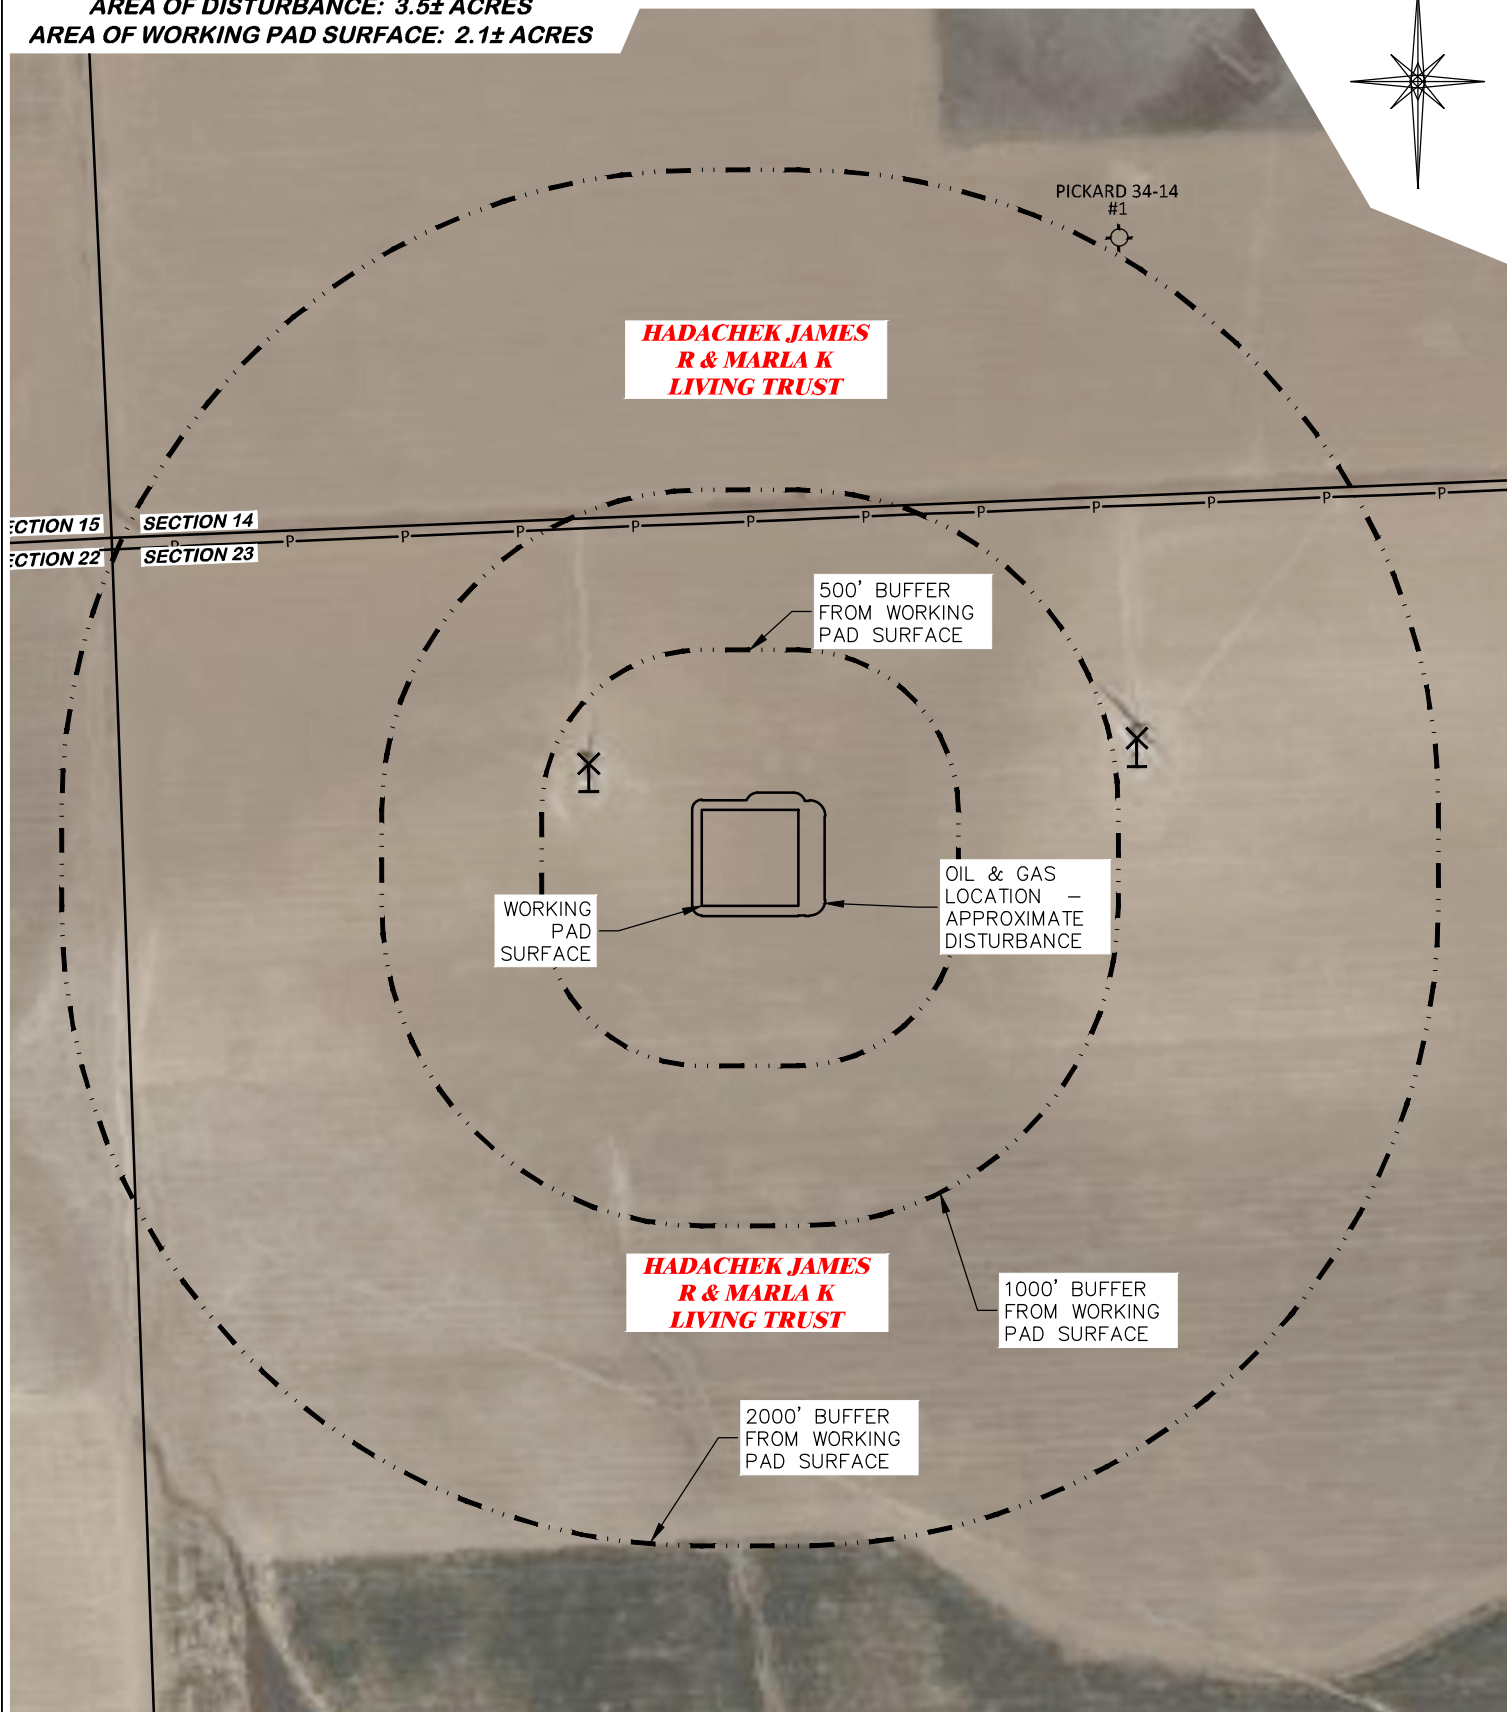 AREA OF DISTURBANCE: 3.5± ACRES
AREA OF WORKING PAD SURFACE: 2.1± ACRES
PICKARD 34-14
#1
HADACHEK JAMES
R & MARLA K
LIVING TRUST
P P P P P P P P P P P
SECTION 14
SECTION 23
15
22
500' BUFFER
FROM WORKING
PAD SURFACE
WORKING
PAD
SURFACE
OIL & GAS
LOCATION –
APPROXIMATE
DISTURBANCE
HADACHEK JAMES
R & MARLA K
LIVING TRUST
1000' BUFFER
FROM WORKING
PAD SURFACE
2000' BUFFER
FROM WORKING
PAD SURFACE